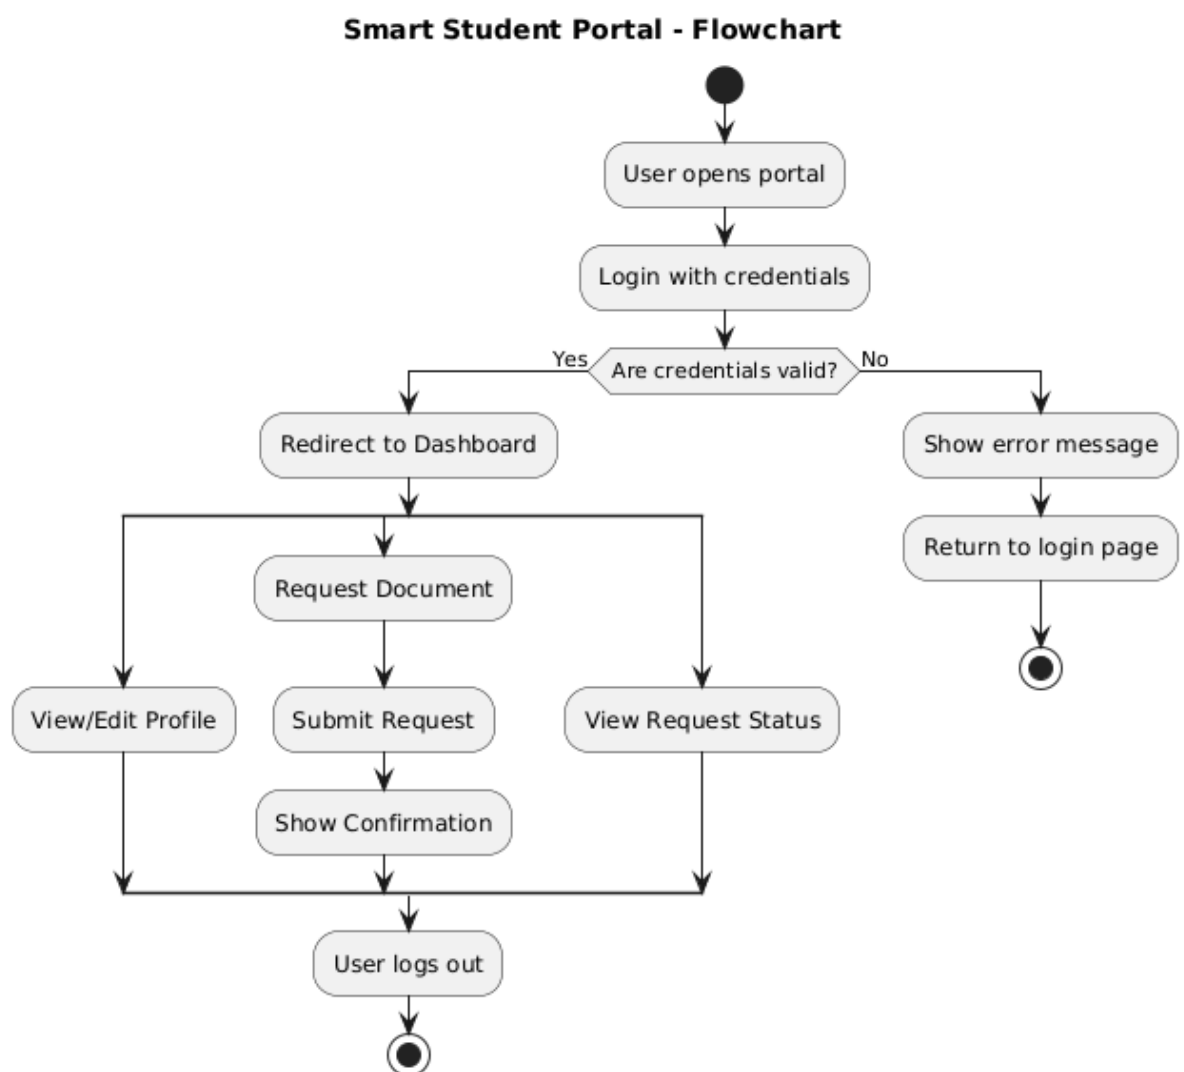 Smart Student Portal - Flowchart
User opens portal
Login with credentials
Yes
Are credentials valid?
No
Redirect to Dashboard
Show error message
Return to login page
Request Document
View/Edit Profile
Submit Request
View Request Status
Show Confirmation
User logs out